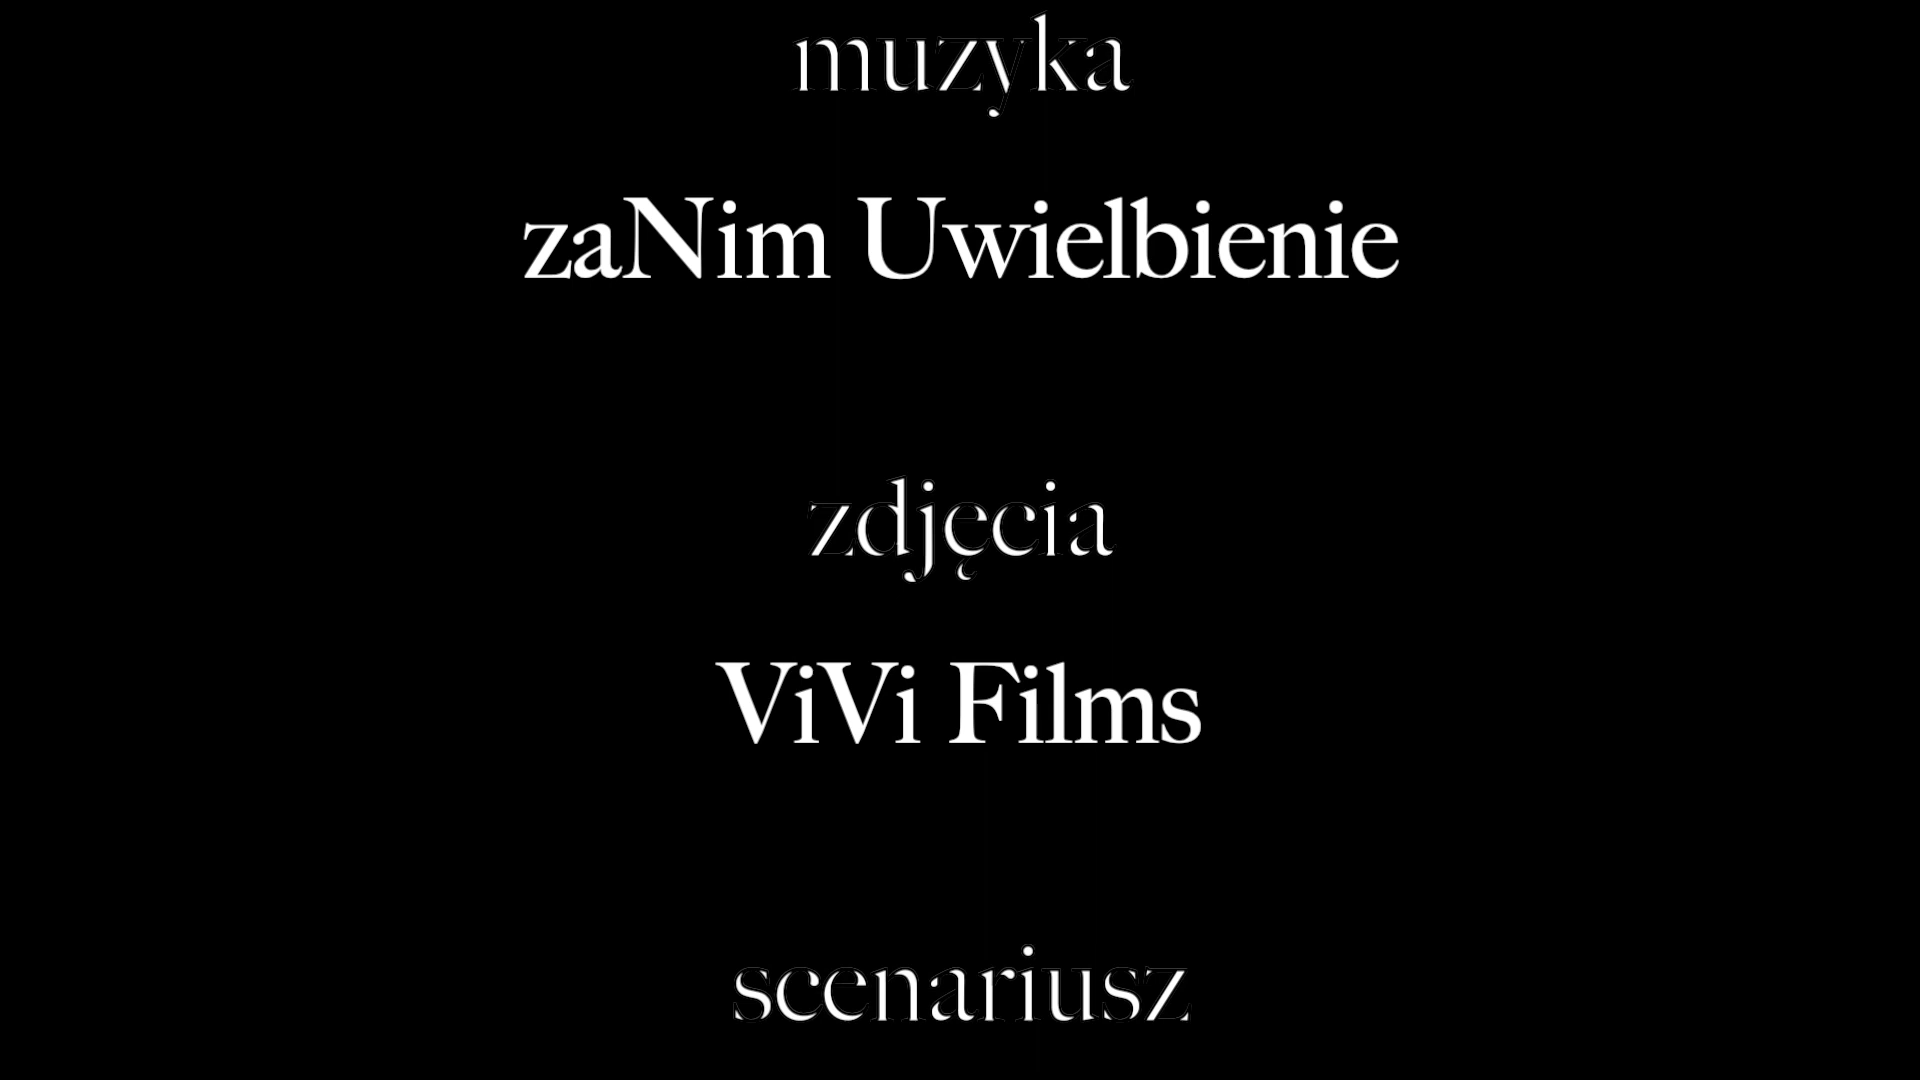 muzyka
zaNim Uwielbienie
zdjęcia
ViVi Films
scenariusz